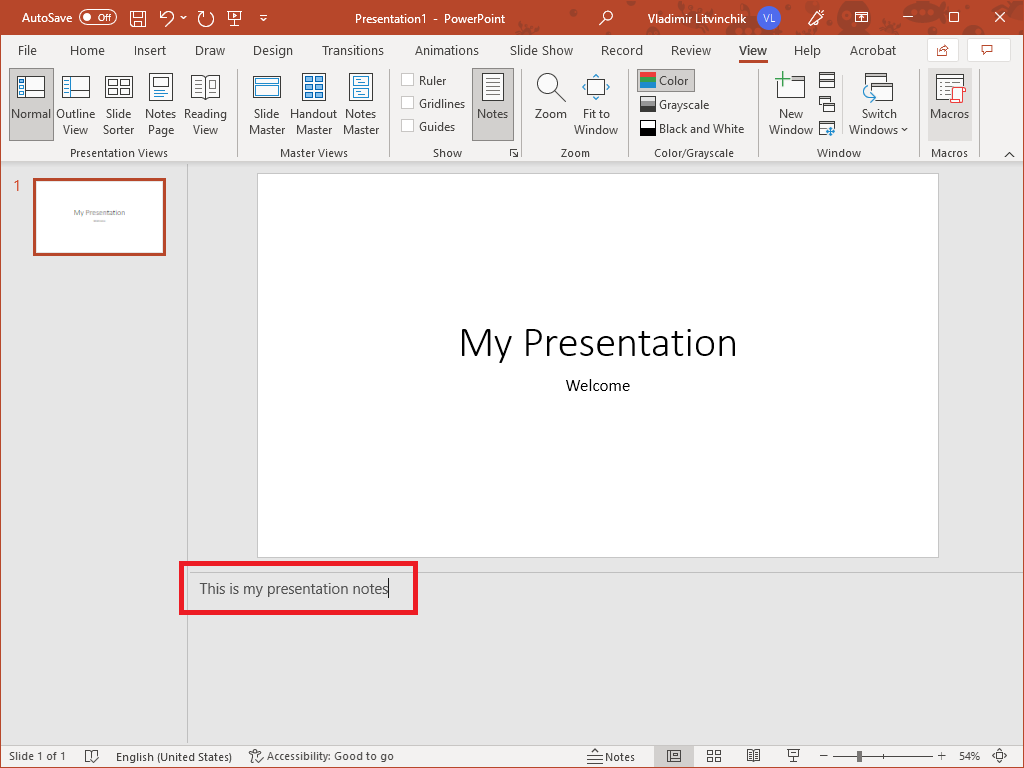 AutoSave Off Presentation1 - PowerPoint Vladimir Litvinchik VL
File Home Insert Draw Design Transitions Animations Slide Show Record Review View Help Acrobat
Normal
Outline View
Slide Sorter
Notes Page
Reading View
Presentation Views
Slide Master
Handout Master
Notes Master
Master Views
Ruler
Gridlines
Guides
Notes
Show
Zoom
Fit to Window
Zoom
Color
Grayscale
Black and White
Color/Grayscale
New Window
Switch Windows
Window
Macros
Macros
1
My Presentation
My Presentation
Welcome
This is my presentation notes
Slide 1 of 1 English (United States) Accessibility: Good to go Notes 54%